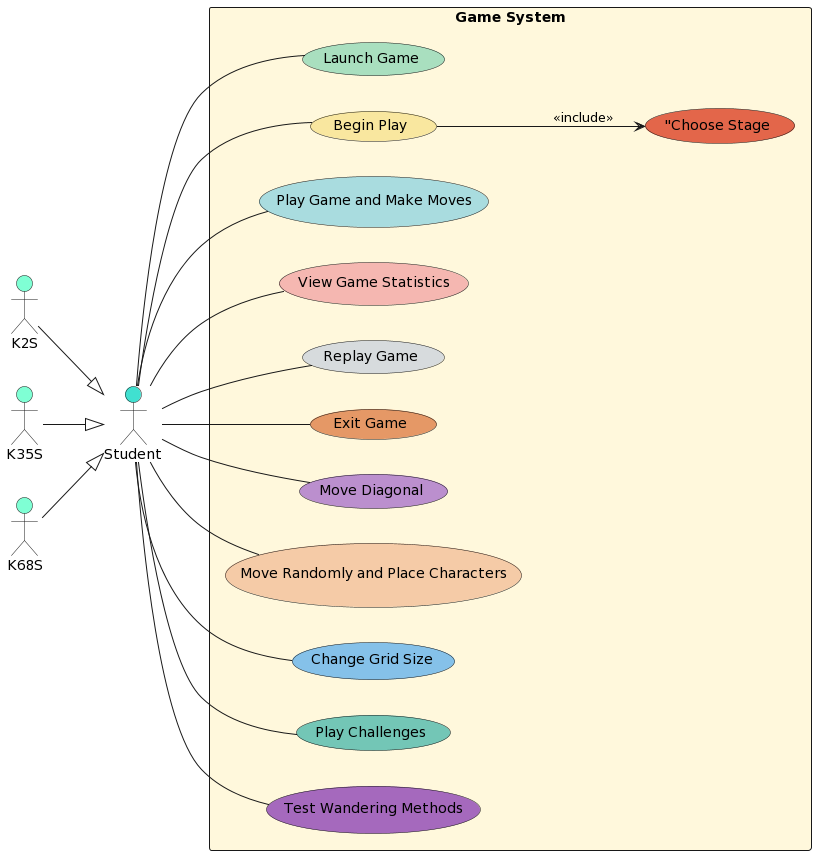 Game System
Launch Game
Begin Play
«include»
"Choose Stage
Play Game and Make Moves
View Game Statistics
K2S
Replay Game
K35S
Student
Exit Game
Move Diagonal
K68S
Move Randomly and Place Characters
Change Grid Size
Play Challenges
Test Wandering Methods